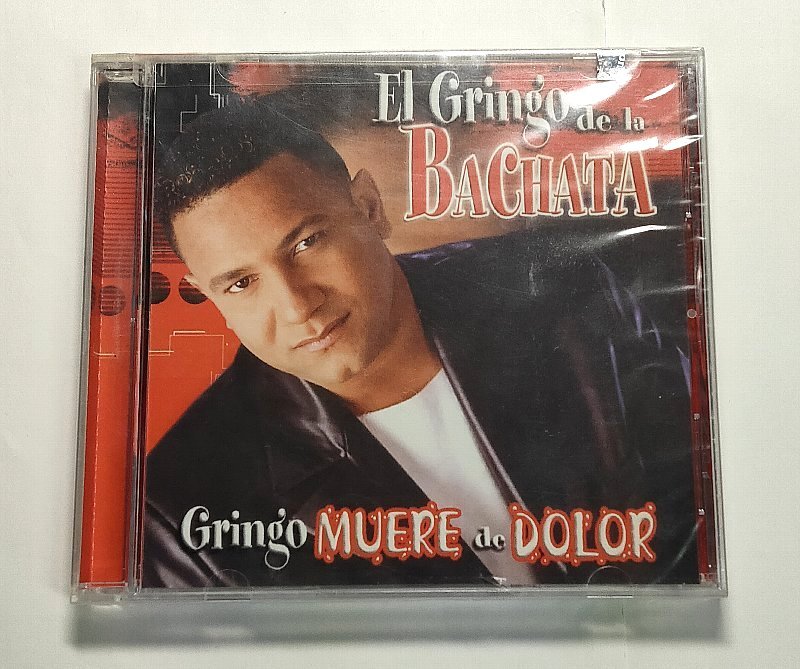 El Gringo de la
BACHATA
Gringo MUERE de DOLOR